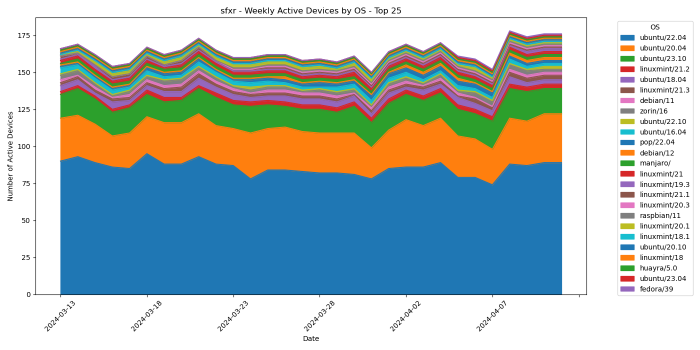 sfxr - Weekly Active Devices by OS - Top 25
Number of Active Devices
175
150
125
100
75
50
25
0
2024-03-13
2024-03-18
2024-03-23
2024-03-28
2024-04-02
2024-04-07
Date
OS
ubuntu/22.04
ubuntu/20.04
ubuntu/23.10
linuxmint/21.2
ubuntu/18.04
linuxmint/21.3
debian/11
zorin/16
ubuntu/22.10
ubuntu/16.04
pop/22.04
debian/12
manjaro/
linuxmint/21
linuxmint/19.3
linuxmint/21.1
linuxmint/20.3
raspbian/11
linuxmint/20.1
linuxmint/18.1
ubuntu/20.10
linuxmint/18
huayra/5.0
ubuntu/23.04
fedora/39